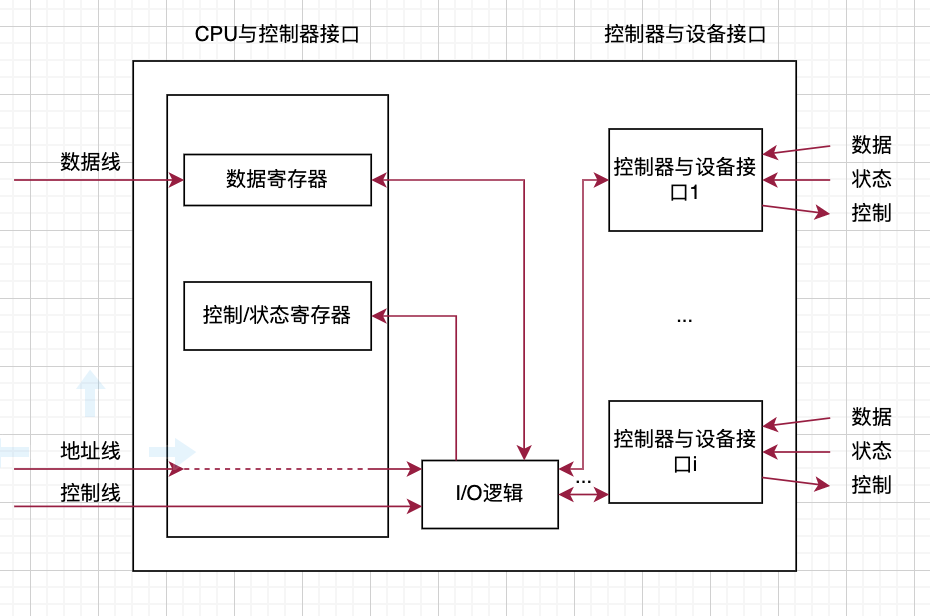 CPU与控制器接口
控制器与设备接口
数据线
数据寄存器
控制器与设备接
口1
数据
状态
控制
控制/状态寄存器
...
地址线
控制线
I/O逻辑
...
控制器与设备接
口i
数据
状态
控制